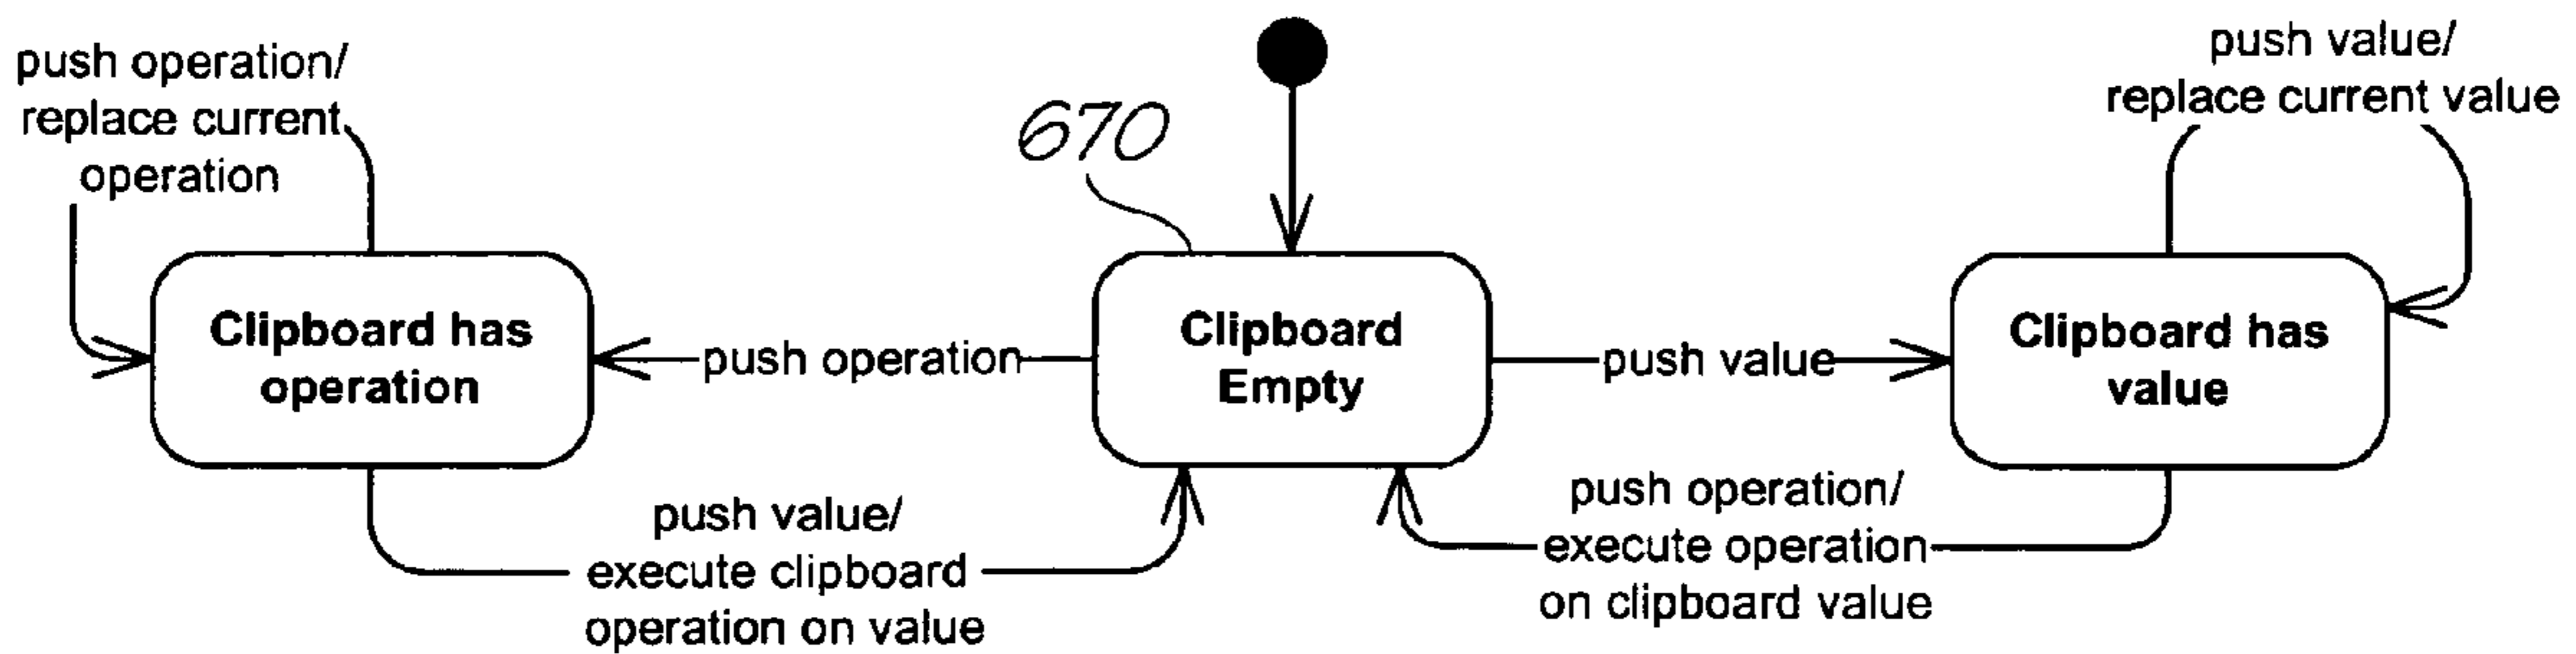 push operation/
replace current
operation
670
push value/
replace current value
Clipboard has
operation
push operation
Clipboard
Empty
push value
Clipboard has
value
push value/
execute clipboard
operation on value
push operation/
execute operation
on clipboard value